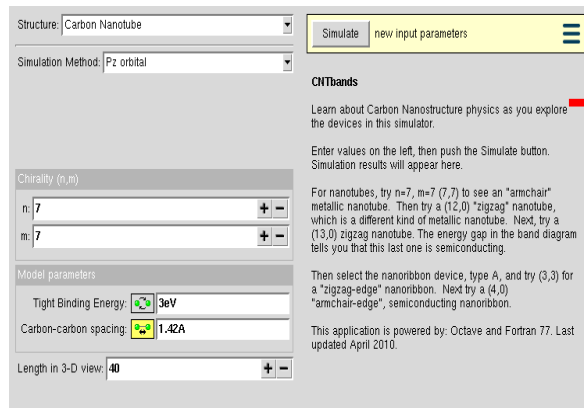 Structure: Carbon Nanotube
Simulation Method: Pz orbital
Chirality (n,m)
n: 7 + −
m: 7 + −
Model parameters
Tight Binding Energy: 3eV
Carbon-carbon spacing: 1.42A
Length in 3-D view: 40 + −
Simulate new input parameters
CNTbands
Learn about Carbon Nanostructure physics as you explore
the devices in this simulator.
Enter values on the left, then push the Simulate button.
Simulation results will appear here.
For nanotubes, try n=7, m=7 (7,7) to see an "armchair"
metallic nanotube. Then try a (12,0) "zigzag" nanotube,
which is a different kind of metallic nanotube. Next, try a
(13,0) zigzag nanotube. The energy gap in the band diagram
tells you that this last one is semiconducting.
Then select the nanoribbon device, type A, and try (3,3) for
a "zigzag-edge" nanoribbon. Next try a (4,0)
"armchair-edge", semiconducting nanoribbon.
This application is powered by: Octave and Fortran 77. Last
updated April 2010.